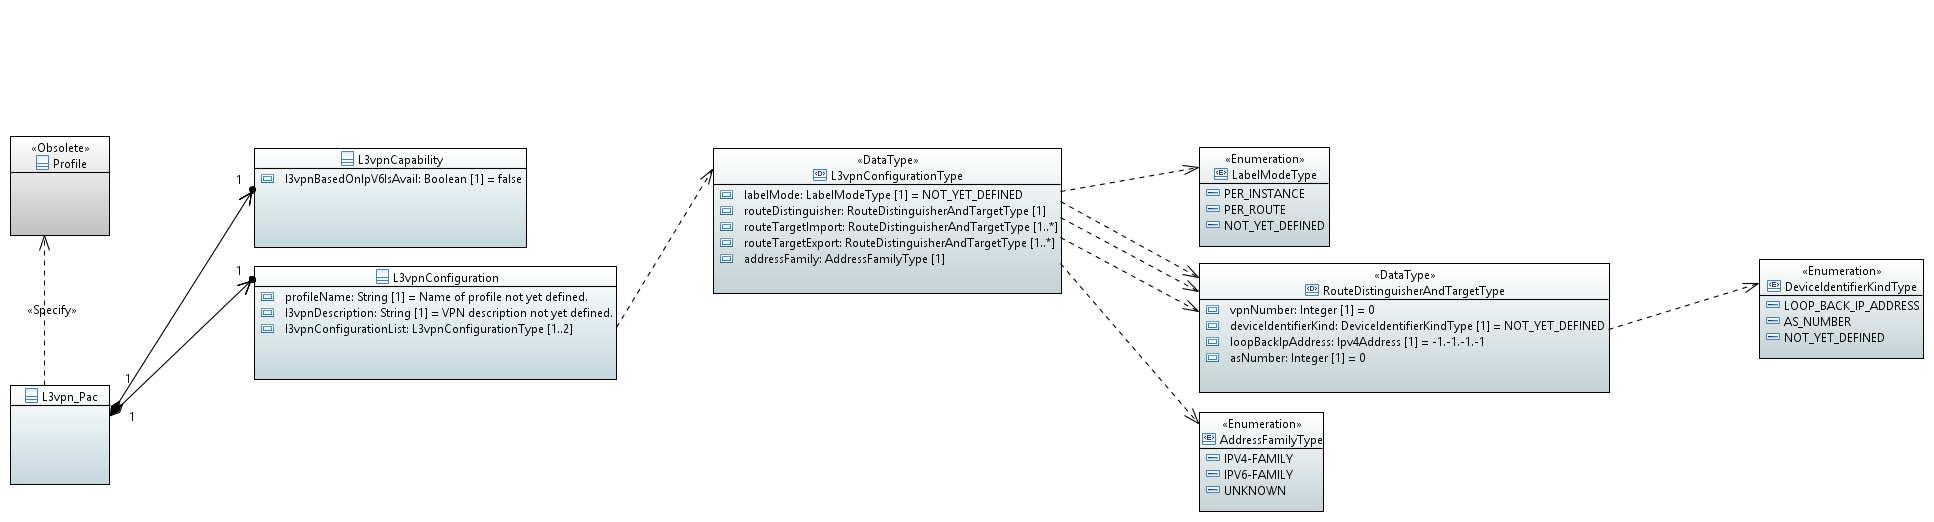 «Obsolete»
Profile
«Specify»
L3vpn_Pac
1
1
1
1
L3vpnCapability
l3vpnBasedOnIpV6IsAvail: Boolean [1] = false
L3vpnConfiguration
profileName: String [1] = Name of profile not yet defined.
l3vpnDescription: String [1] = VPN description not yet defined.
l3vpnConfigurationList: L3vpnConfigurationType [1..2]
«DataType»
L3vpnConfigurationType
labelMode: LabelModeType [1] = NOT_YET_DEFINED
routeDistinguisher: RouteDistinguisherAndTargetType [1]
routeTargetImport: RouteDistinguisherAndTargetType [1..*]
routeTargetExport: RouteDistinguisherAndTargetType [1..*]
addressFamily: AddressFamilyType [1]
«Enumeration»
LabelModeType
PER_INSTANCE
PER_ROUTE
NOT_YET_DEFINED
«DataType»
RouteDistinguisherAndTargetType
vpnNumber: Integer [1] = 0
deviceIdentifierKind: DeviceIdentifierKindType [1] = NOT_YET_DEFINED
loopBackIpAddress: Ipv4Address [1] = -1.-1.-1.-1
asNumber: Integer [1] = 0
«Enumeration»
AddressFamilyType
IPV4-FAMILY
IPV6-FAMILY
UNKNOWN
«Enumeration»
DeviceIdentifierKindType
LOOP_BACK_IP_ADDRESS
AS_NUMBER
NOT_YET_DEFINED